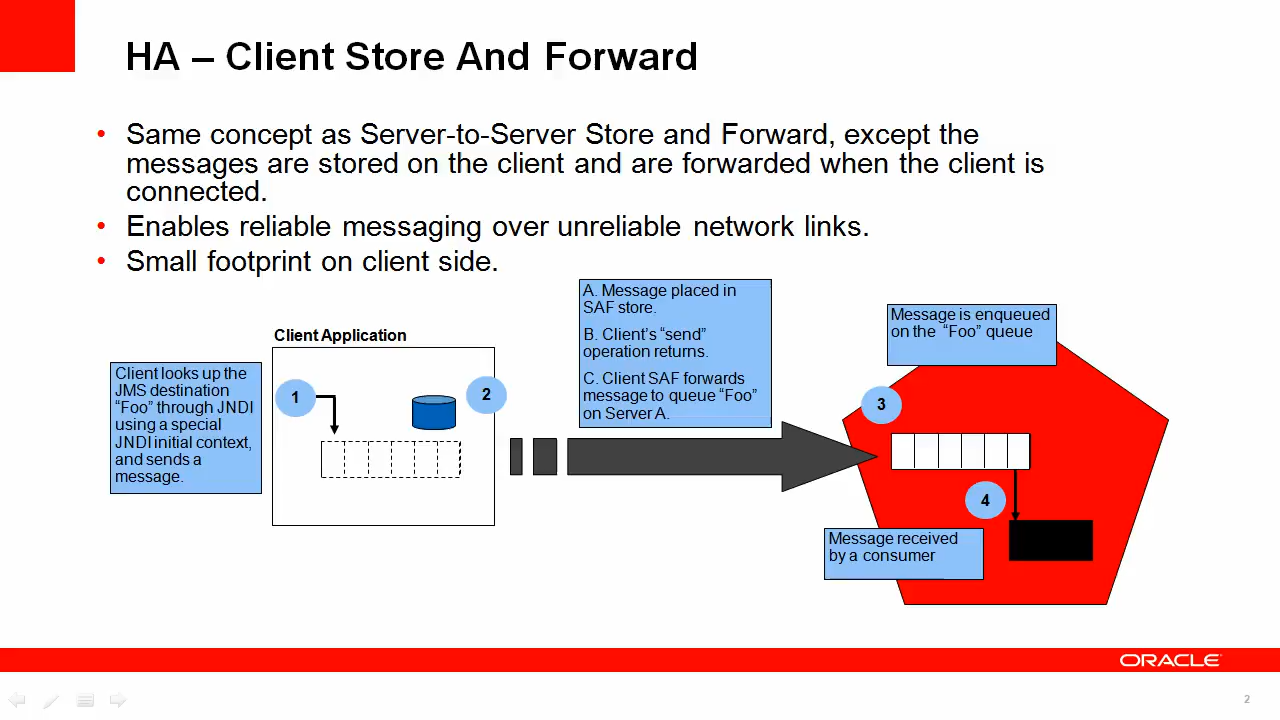 HA – Client Store And Forward
• Same concept as Server-to-Server Store and Forward, except the
messages are stored on the client and are forwarded when the client is
connected.
• Enables reliable messaging over unreliable network links.
• Small footprint on client side.
Client Application
Client looks up the
JMS destination
“Foo” through JNDI
using a special
JNDI initial context,
and sends a
message.
1
2
A. Message placed in
SAF store.
B. Client’s “send”
operation returns.
C. Client SAF forwards
message to queue “Foo”
on Server A.
Message is enqueued
on the “Foo” queue
3
4
Message received
by a consumer
ORACLE
2